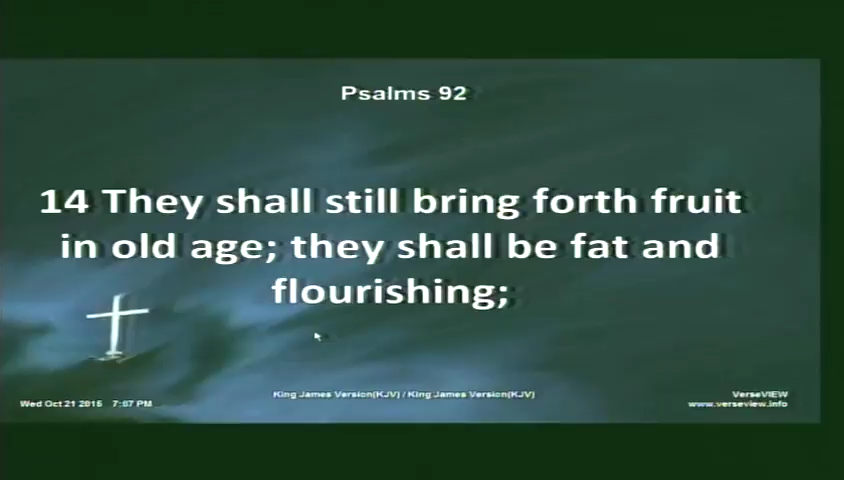 Psalms 92
14 They shall still bring forth fruit
in old age; they shall be fat and
flourishing;
King James Version(KJV) / King James Version(KJV)
VerseVIEW
Wed Oct 21 2015 7:07 PM
www.verseview.info